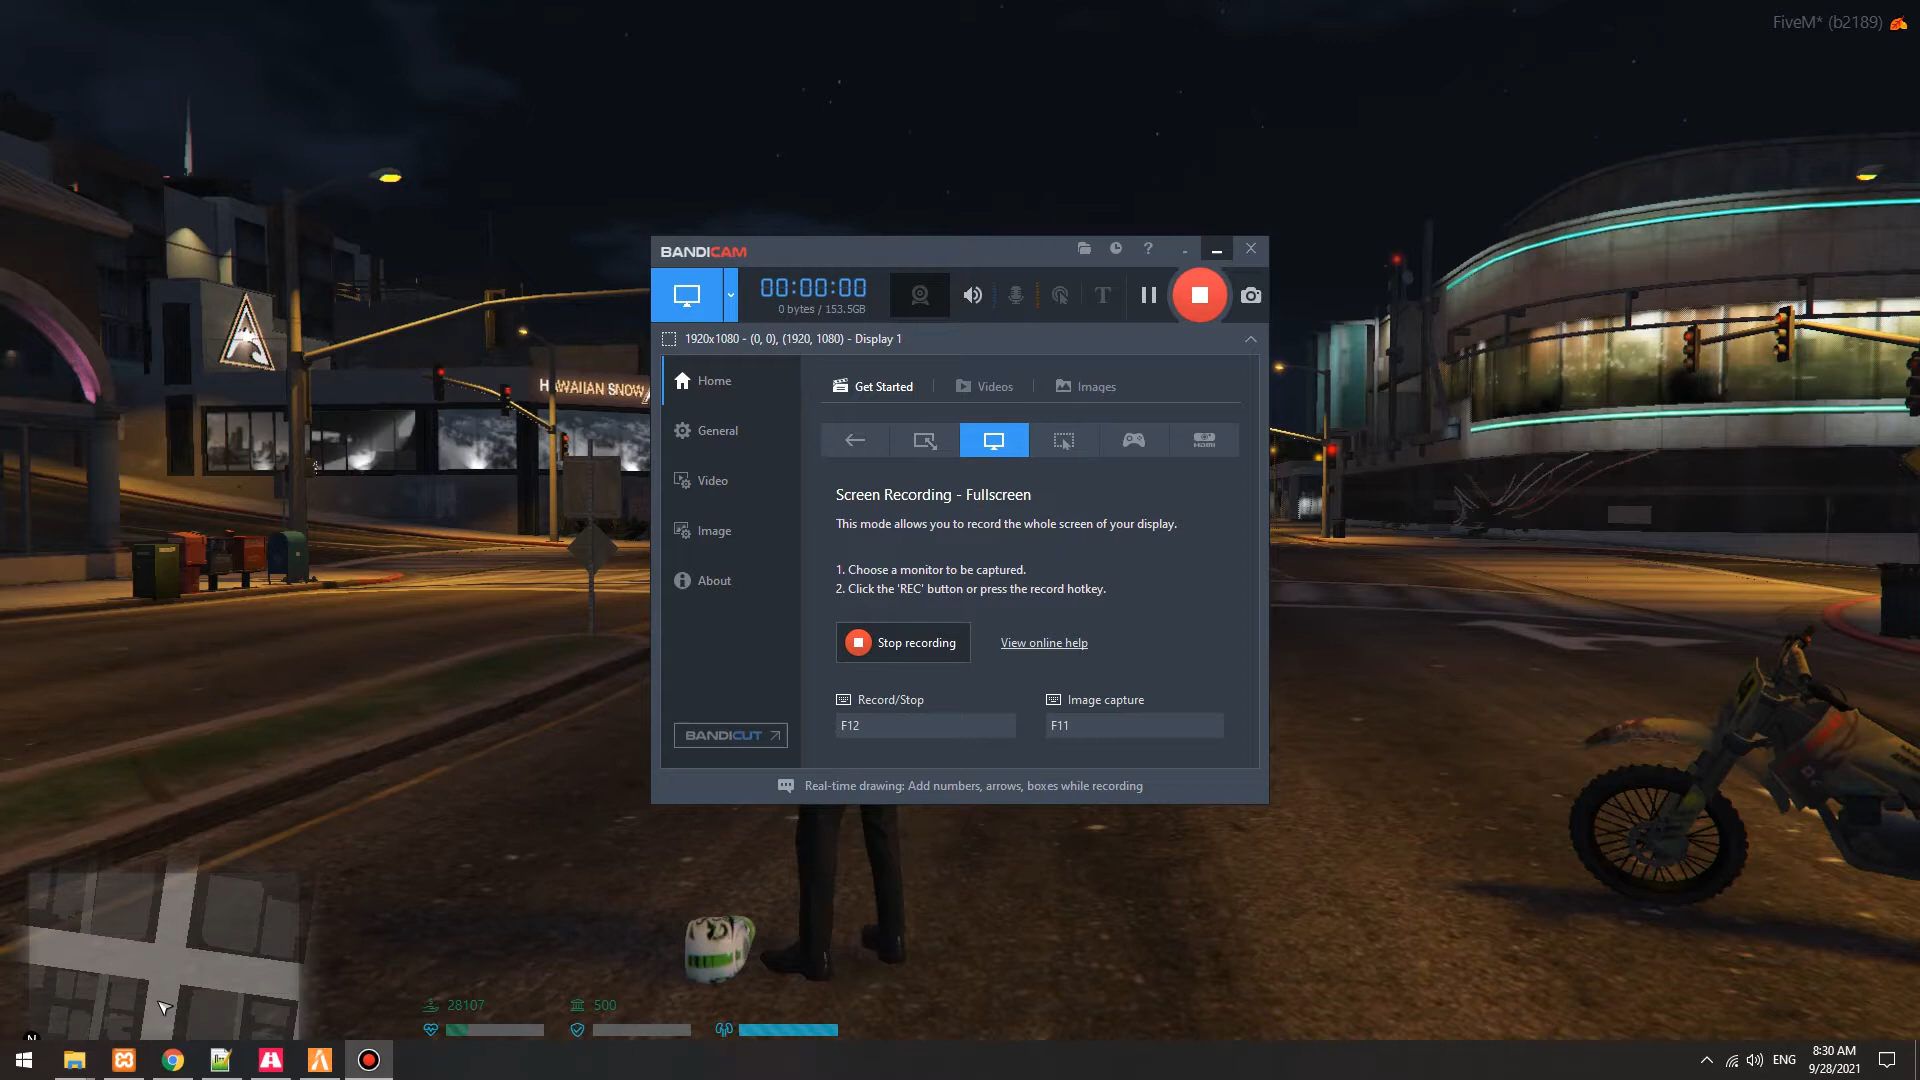 FiveM* (b2189)
HAWAIIAN SNOW
BANDICAM
00:00:00
0 bytes / 153.5GB
1920x1080 - (0, 0), (1920, 1080) - Display 1
Home
General
Video
Image
About
BANDICUT
Get Started
Videos
Images
HDMI
Screen Recording - Fullscreen
This mode allows you to record the whole screen of your display.
1. Choose a monitor to be captured.
2. Click the 'REC' button or press the record hotkey.
Stop recording
View online help
Record/Stop
Image capture
F12
F11
Real-time drawing: Add numbers, arrows, boxes while recording
N
28107
500
ENG
8:30 AM
9/28/2021